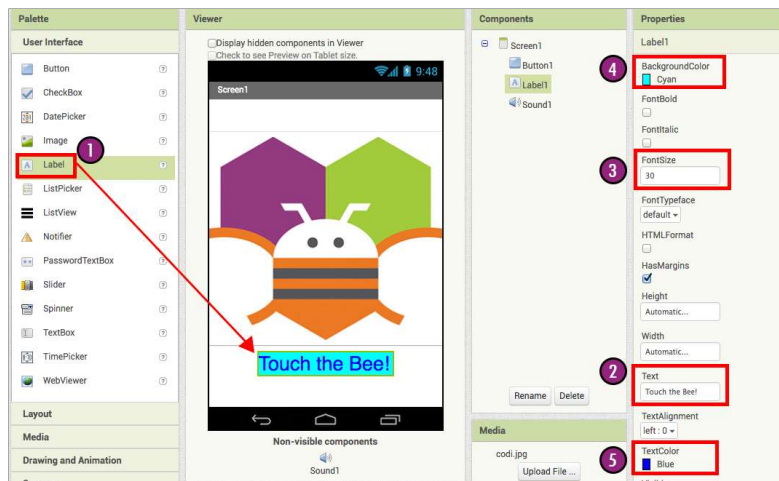 Palette
User Interface
Button
CheckBox
DatePicker
Image
1
Label
ListPicker
ListView
Notifier
PasswordTextBox
Slider
Spinner
TextBox
TimePicker
WebViewer
Layout
Media
Drawing and Animation
Viewer
Display hidden components in Viewer
Check to see Preview on Tablet size.
9:48
Screen1
Touch the Bee!
Non-visible components
Sound1
Components
Screen1
Button1
Label1
Sound1
Rename Delete
Media
codi.jpg
Upload File ...
Properties
Label1
4
BackgroundColor
Cyan
FontBold
FontItalic
3
FontSize
30
FontTypeface
default
HTMLFormat
HasMargins
Height
Automatic...
Width
Automatic...
2
Text
Touch the Bee!
TextAlignment
left : 0
5
TextColor
Blue